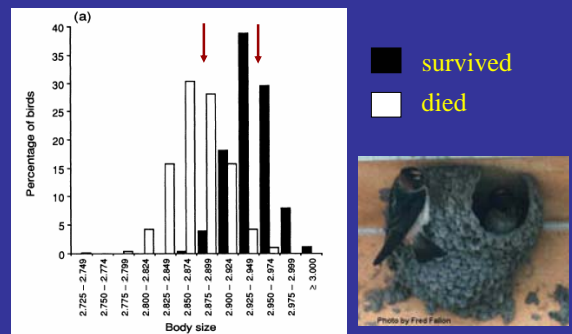 (a)
40
35
30
25
20
15
10
5
0
Percentage of birds
2.725 – 2.749
2.750 – 2.774
2.775 – 2.799
2.800 – 2.824
2.825 – 2.849
2.850 – 2.874
2.875 – 2.899
2.900 – 2.924
2.925 – 2.949
2.950 – 2.974
2.975 – 2.999
≥ 3.000
Body size
survived
died
Photo by Fred Fallon